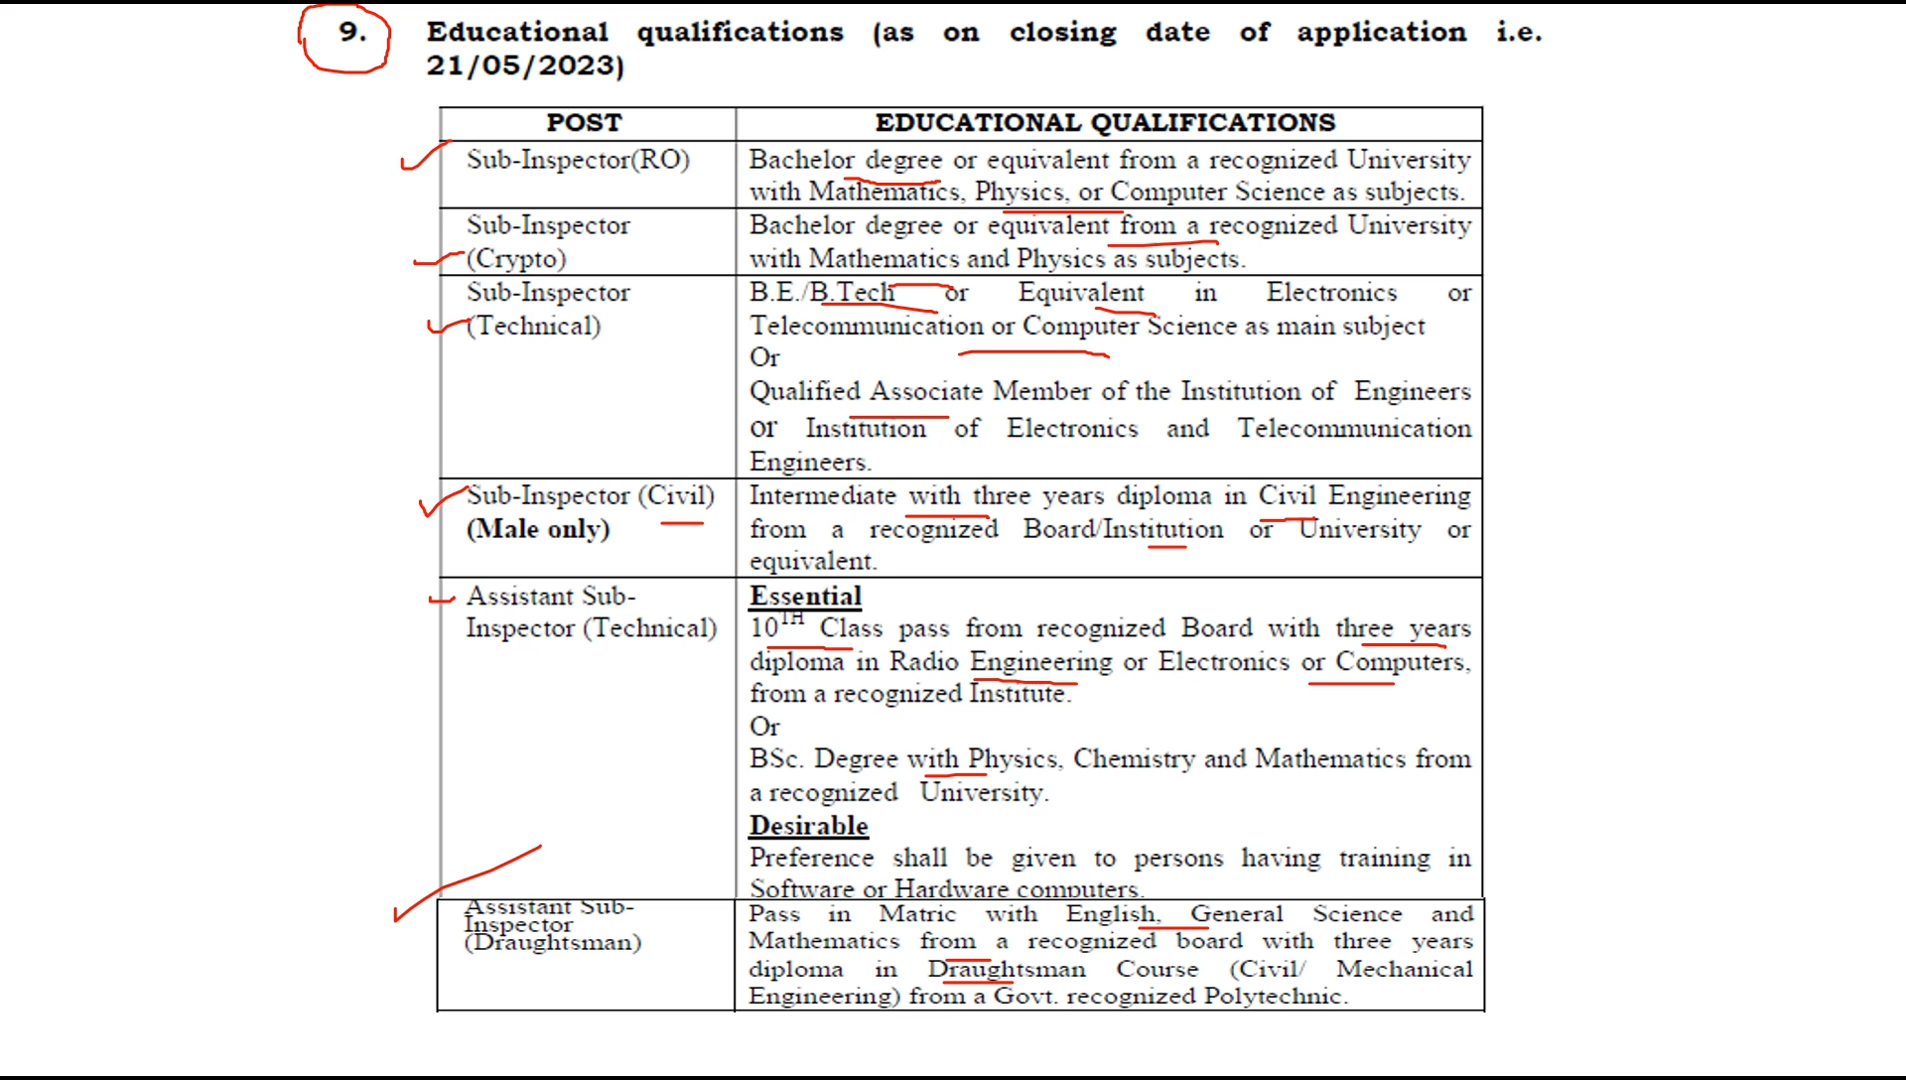 9. Educational qualifications (as on closing date of application i.e.
21/05/2023)
POST EDUCATIONAL QUALIFICATIONS
Sub-Inspector(RO)
Bachelor degree or equivalent from a recognized University
with Mathematics, Physics, or Computer Science as subjects.
Sub-Inspector
(Crypto)
Bachelor degree or equivalent from a recognized University
with Mathematics and Physics as subjects.
Sub-Inspector
(Technical)
B.E./B.Tech or Equivalent in Electronics or
Telecommunication or Computer Science as main subject
Or
Qualified Associate Member of the Institution of Engineers
or Institution of Electronics and Telecommunication
Engineers.
Sub-Inspector (Civil)
(Male only)
Intermediate with three years diploma in Civil Engineering
from a recognized Board/Institution or University or
equivalent.
Assistant Sub-
Inspector (Technical)
Essential
10TH Class pass from recognized Board with three years
diploma in Radio Engineering or Electronics or Computers,
from a recognized Institute.
Or
BSc. Degree with Physics, Chemistry and Mathematics from
a recognized University.
Desirable
Preference shall be given to persons having training in
Software or Hardware computers.
Assistant Sub-
Inspector
(Draughtsman)
Pass in Matric with English, General Science and
Mathematics from a recognized board with three years
diploma in Draughtsman Course (Civil/ Mechanical
Engineering) from a Govt. recognized Polytechnic.